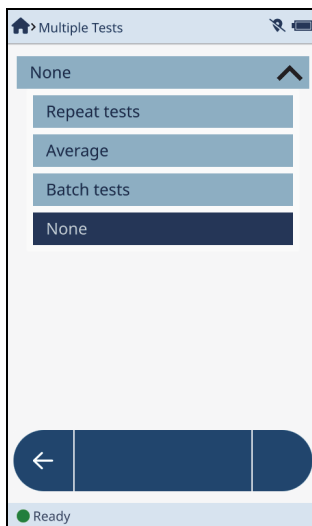 Multiple Tests
None
Repeat tests
Average
Batch tests
None
Ready